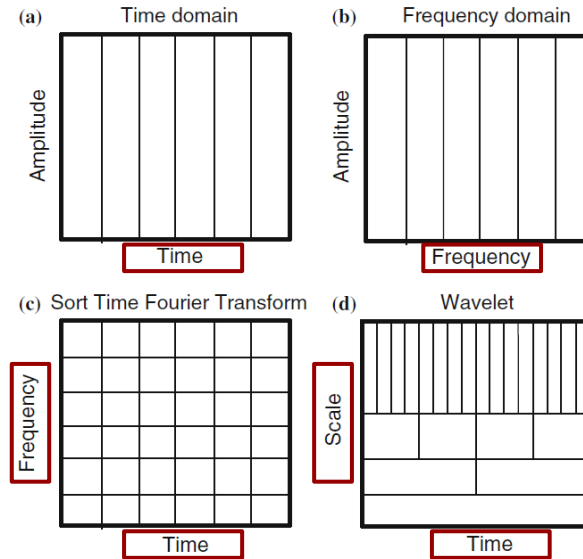 (a) Time domain
Amplitude
Time
(b) Frequency domain
Amplitude
Frequency
(c) Sort Time Fourier Transform
Frequency
Time
(d) Wavelet
Scale
Time